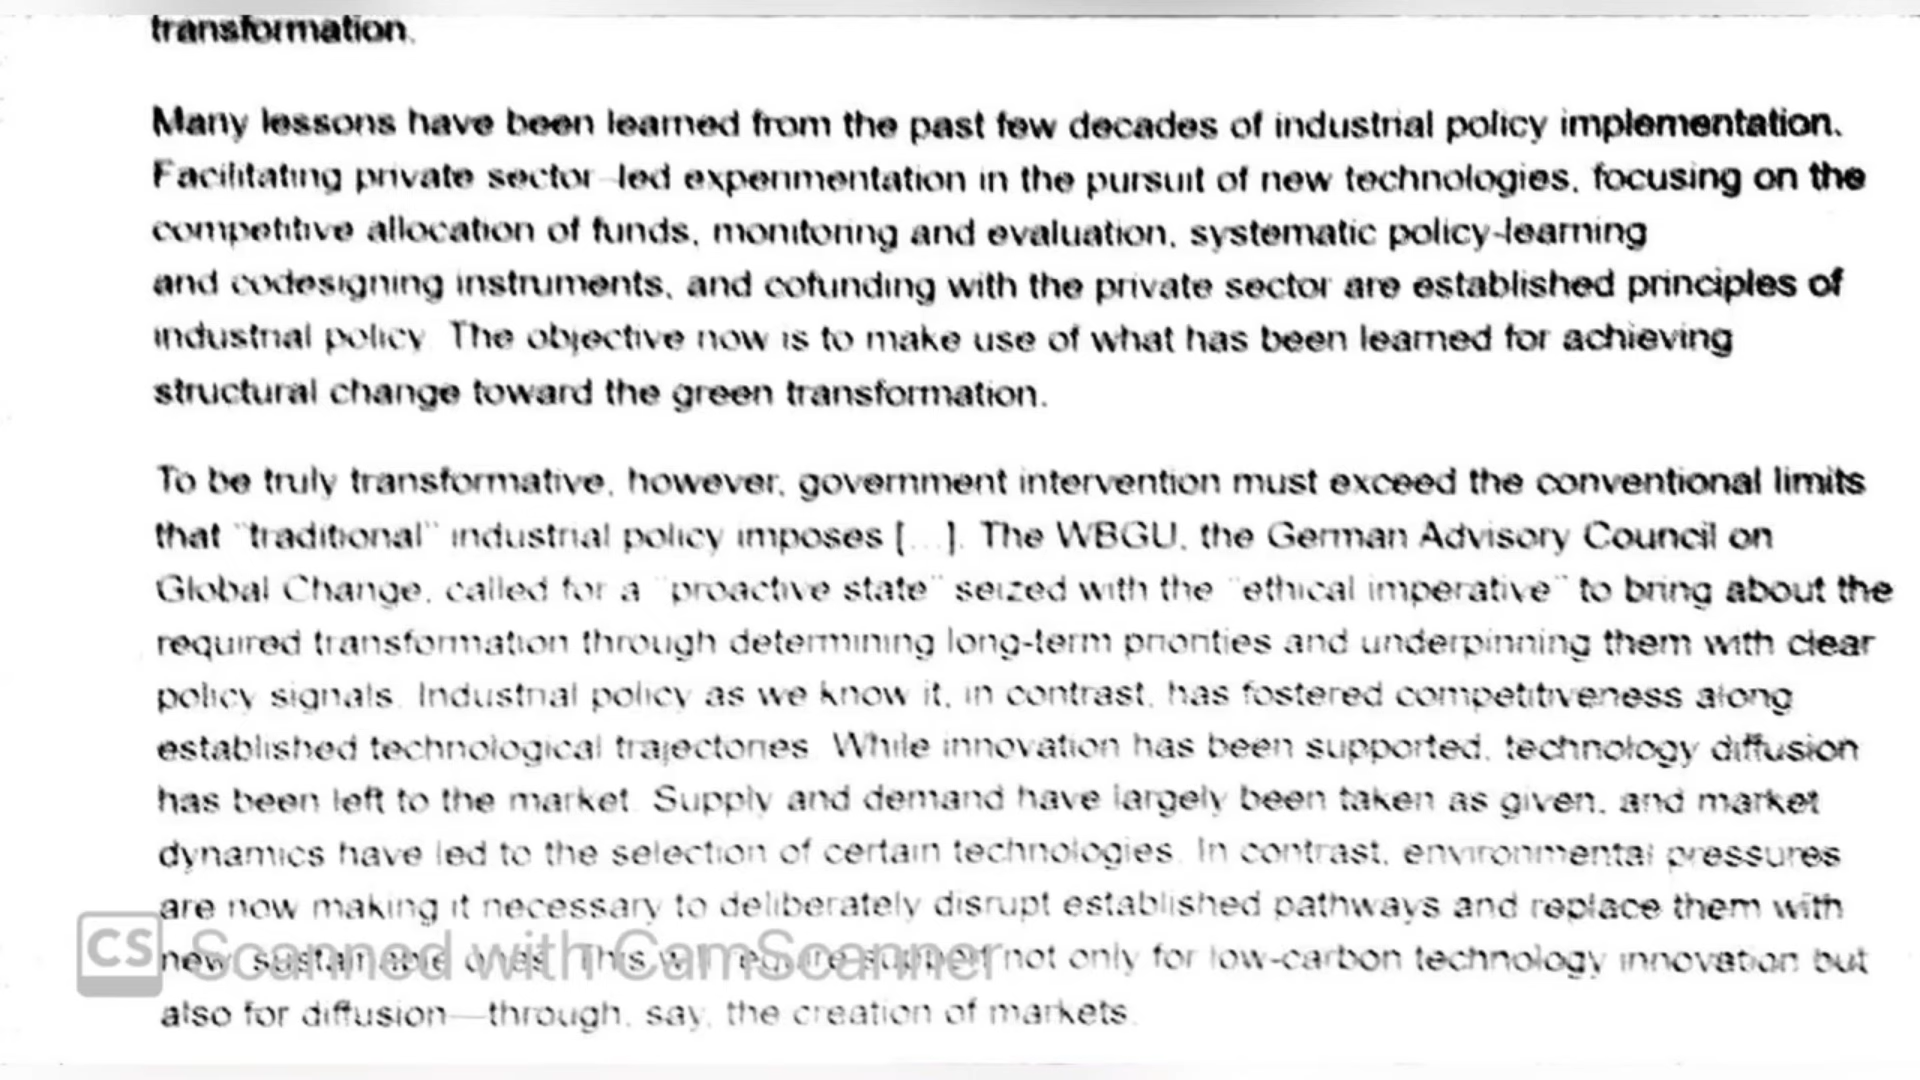 transformation.
Many lessons have been learned from the past few decades of industrial policy implementation.
Facilitating private sector-led experimentation in the pursuit of new technologies, focusing on the
competitive allocation of funds, monitoring and evaluation, systematic policy-learning
and codesigning instruments, and cofunding with the private sector are established principles of
industrial policy. The objective now is to make use of what has been learned for achieving
structural change toward the green transformation.
To be truly transformative, however, government intervention must exceed the conventional limits
that "traditional" industrial policy imposes [...]. The WBGU, the German Advisory Council on
Global Change, called for a "proactive state" seized with the "ethical imperative" to bring about the
required transformation through determining long-term priorities and underpinning them with clear
policy signals. Industrial policy as we know it, in contrast, has fostered competitiveness along
established technological trajectories. While innovation has been supported, technology diffusion
has been left to the market. Supply and demand have largely been taken as given, and market
dynamics have led to the selection of certain technologies. In contrast, environmental pressures
are now making it necessary to deliberately disrupt established pathways and replace them with
new sustainable ones. This will require support not only for low-carbon technology innovation but
CS Scanned with CamScanner
also for diffusion—through, say, the creation of markets.